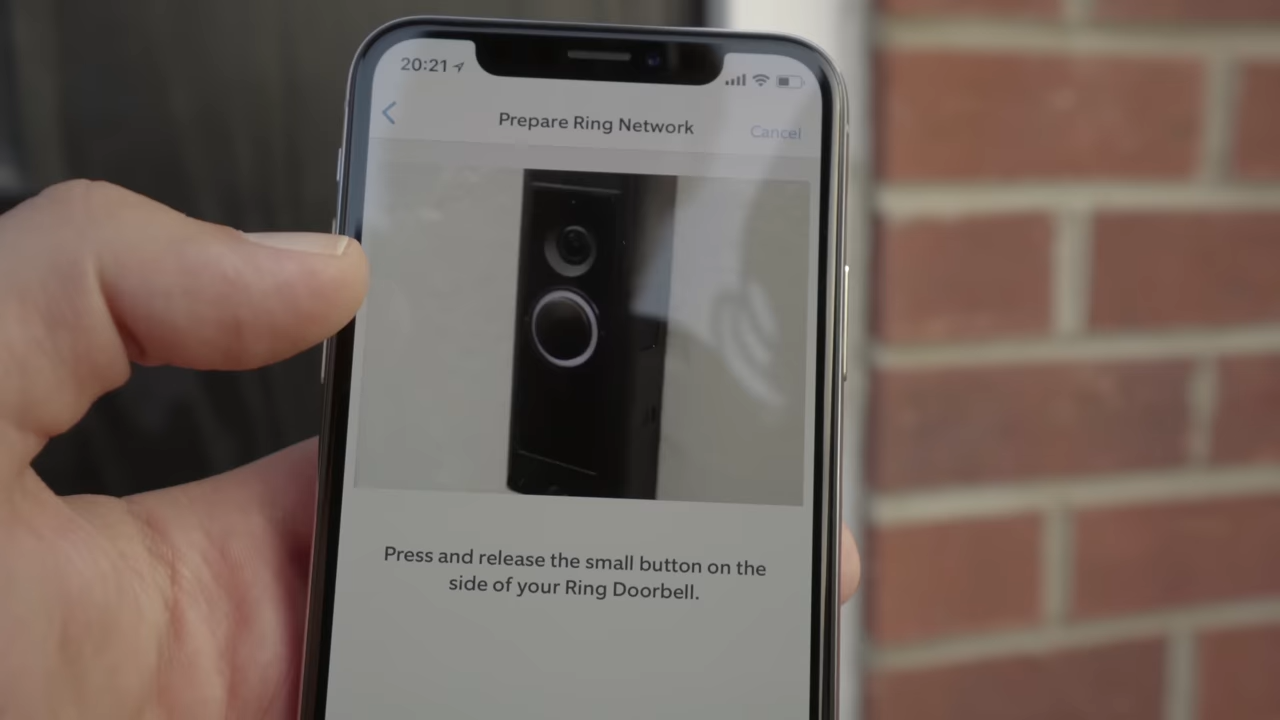 20:21
Prepare Ring Network
Cancel
Press and release the small button on the
side of your Ring Doorbell.